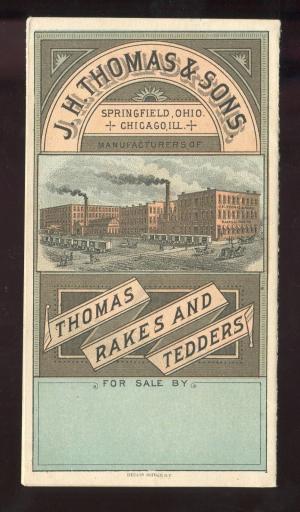 J.H. THOMAS & SONS.
SPRINGFIELD, OHIO.
CHICAGO, ILL.
MANUFACTURERS OF
THOMAS
RAKES AND
TEDDERS
FOR SALE BY